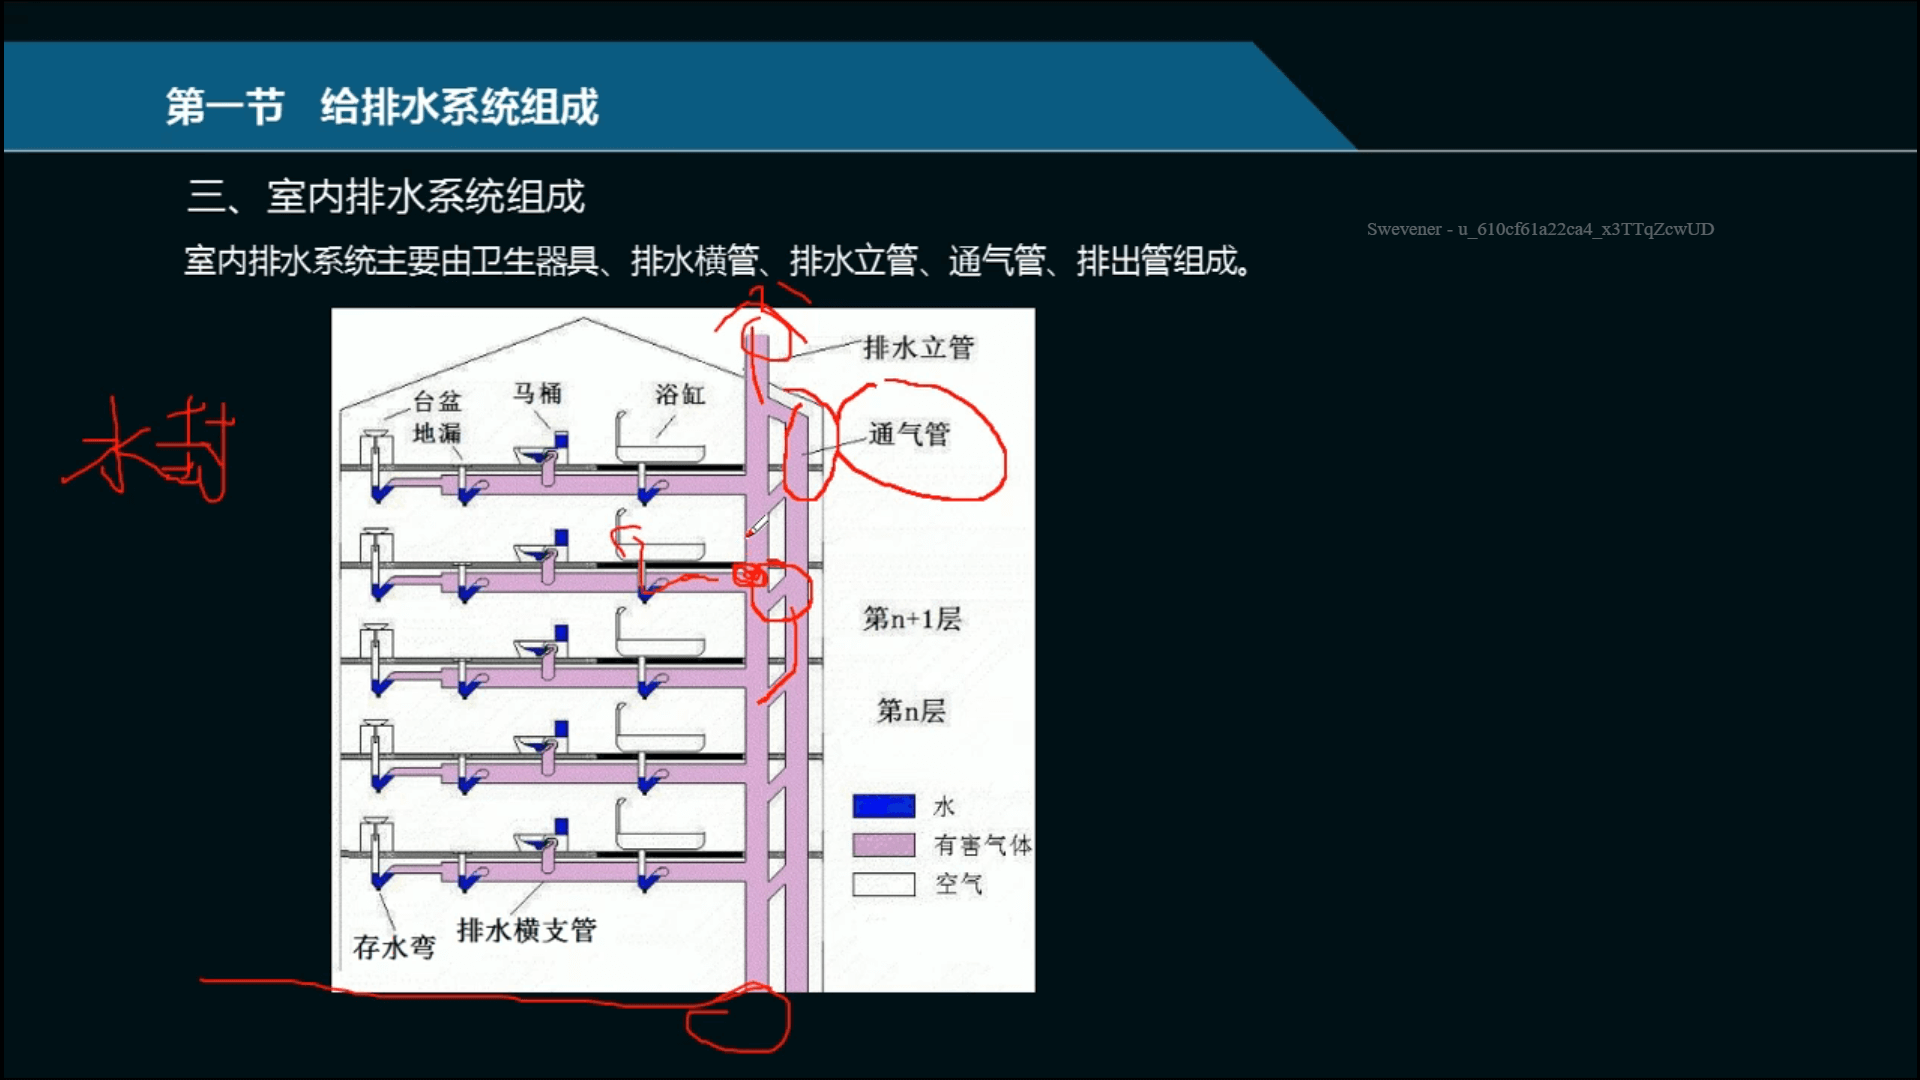 第一节 给排水系统组成
三、室内排水系统组成
Swevener - u_610cf61a22ca4_x3TTqZcwUD
室内排水系统主要由卫生器具、排水横管、排水立管、通气管、排出管组成。
排水立管
台盆
马桶
浴缸
地漏
通气管
水封
第n+1层
第n层
水
有害气体
空气
存水弯
排水横支管